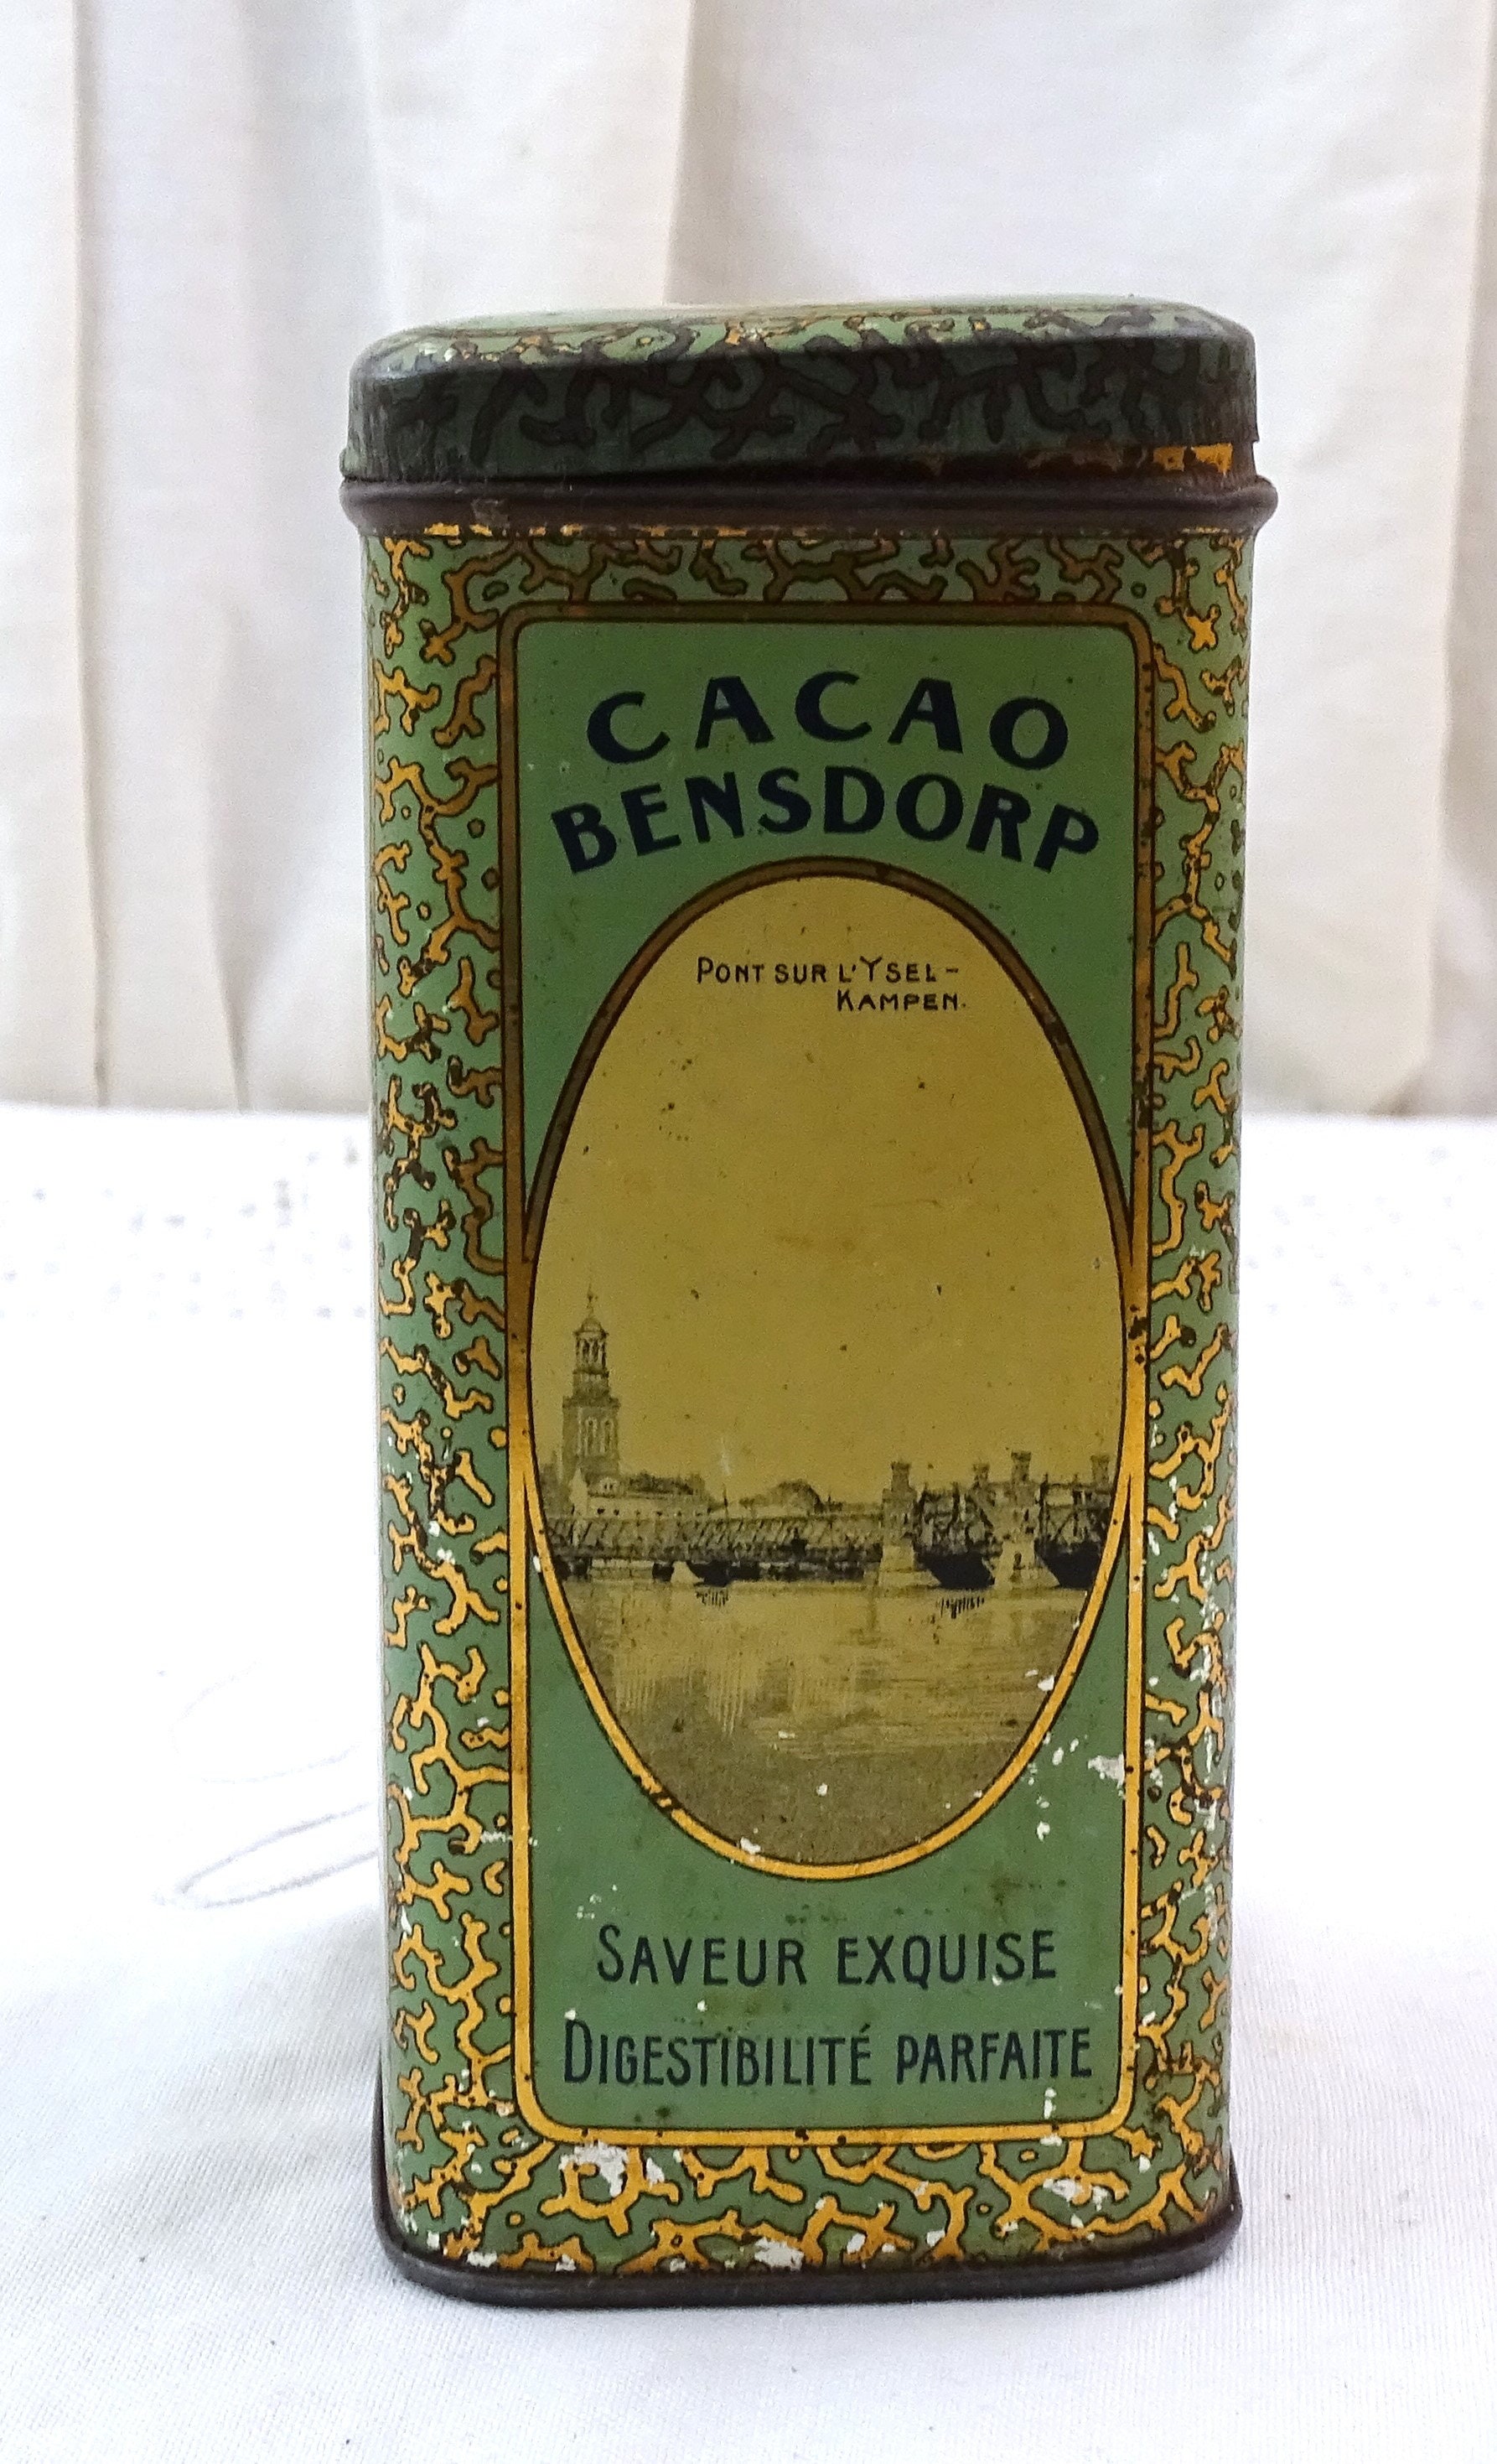 CACAO
BENSDORP
PONT SUR L'YSEL-
KAMPEN.
SAVEUR EXQUISE
DIGESTIBILITÉ PARFAITE